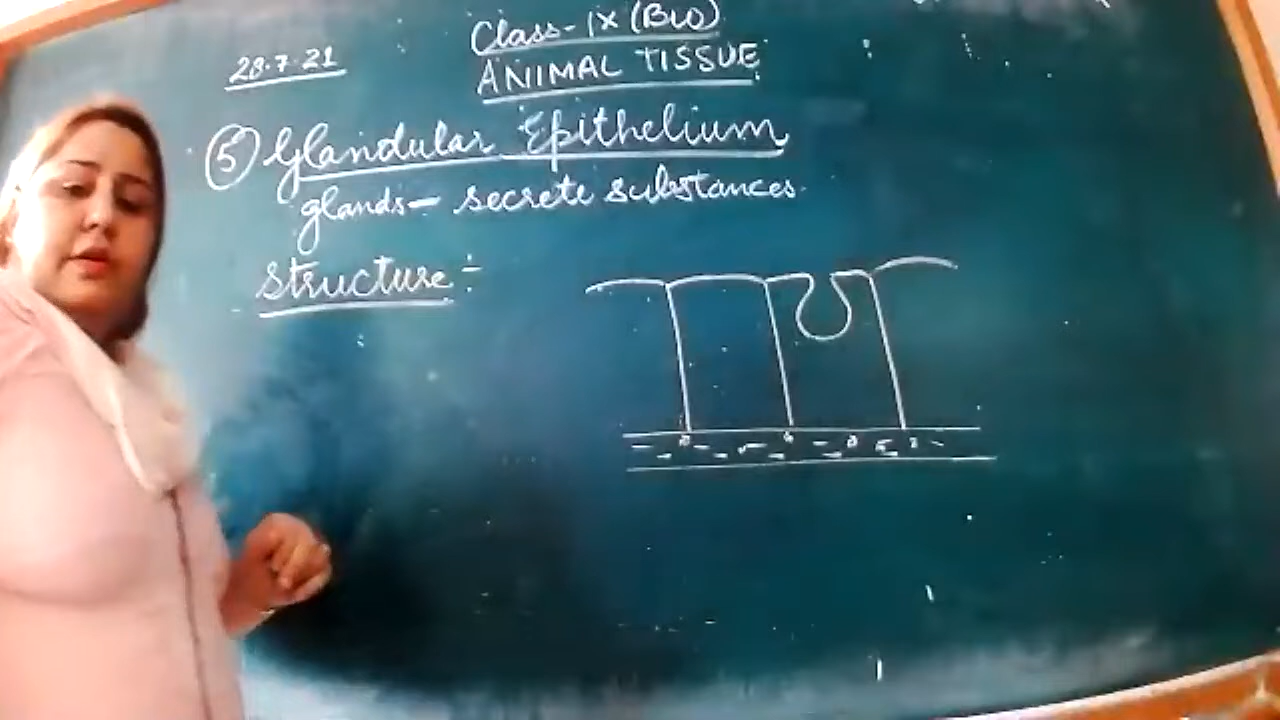 Class-IX (Bio)
28.7.21
ANIMAL TISSUE
⑤ Glandular Epithelium
glands - secrete substances
Structure :-